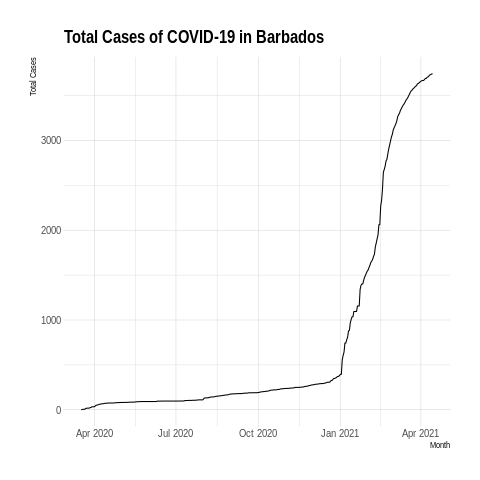 Total Cases of COVID-19 in Barbados
Total Cases
3000
2000
1000
0
Apr 2020 Jul 2020 Oct 2020 Jan 2021 Apr 2021
Month